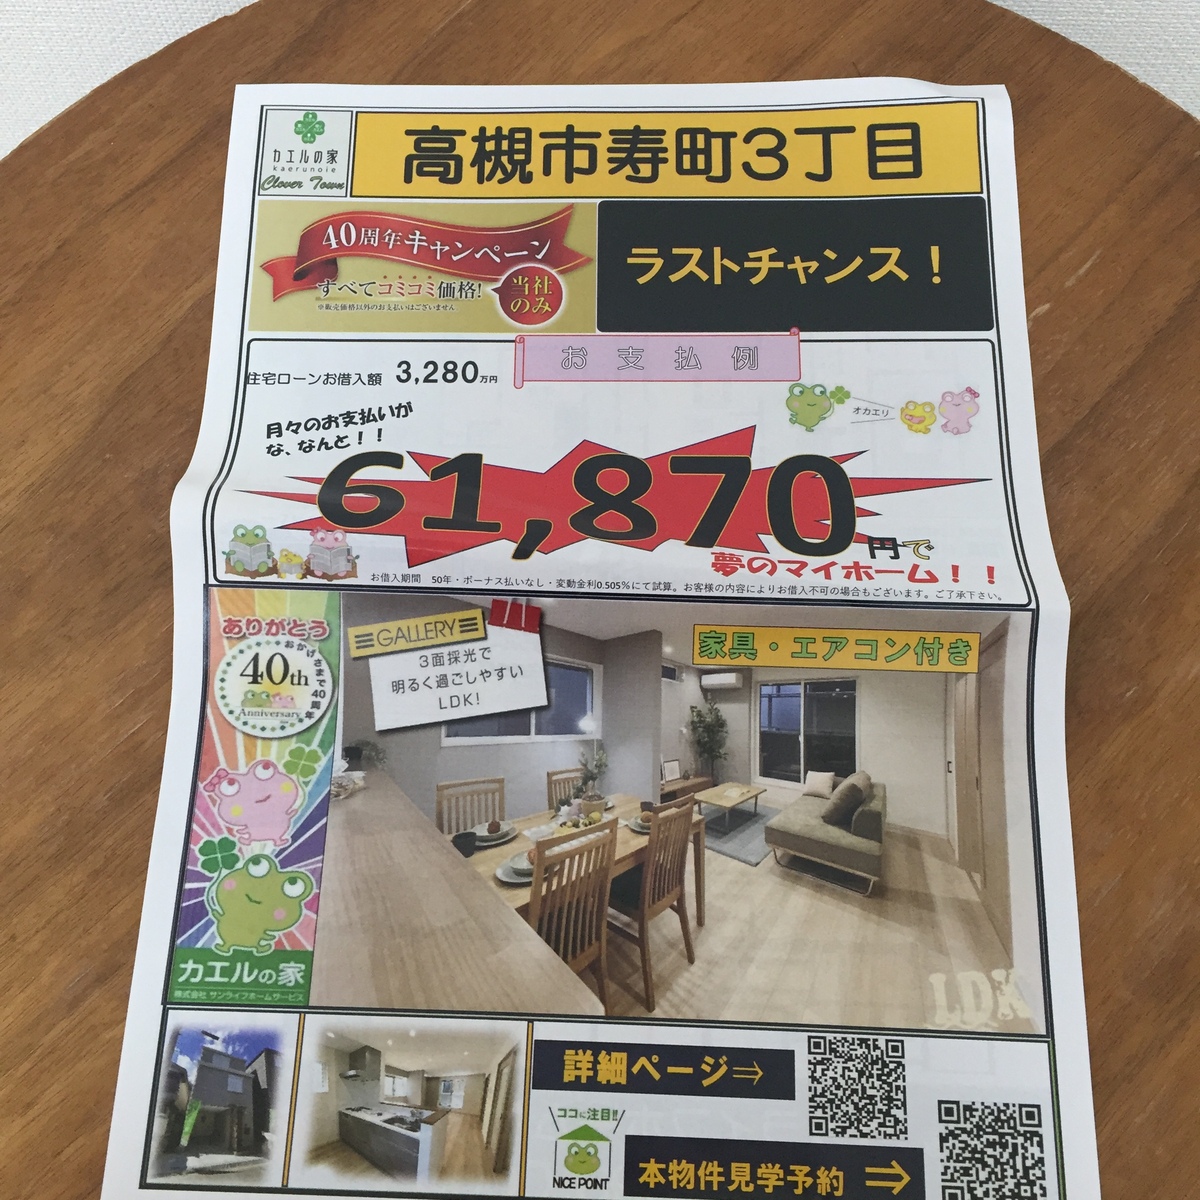 カエルの家
kaerunoie
Clover Town
高槻市寿町3丁目
40周年キャンペーン
すべてコミコミ価格!
当社のみ
※販売価格以外のお支払いはございません。
ラストチャンス!
お支払例
住宅ローンお借入額 3,280万円
オカエリ
月々のお支払いが
な、なんと!!
61,870円で
夢のマイホーム!!
お借入期間 50年・ボーナス払いなし・変動金利0.505%にて試算。お客様の内容によりお借入不可の場合もございます。ご了承下さい。
ありがとう
おかげさまで40周年
40th
Anniversary
カエルの家
株式会社 サンライフホームサービス
GALLERY
3面採光で
明るく過ごしやすい
LDK!
家具・エアコン付き
LDK
詳細ページ⇒
ココに注目!!
NICE POINT
本物件見学予約 ⇒